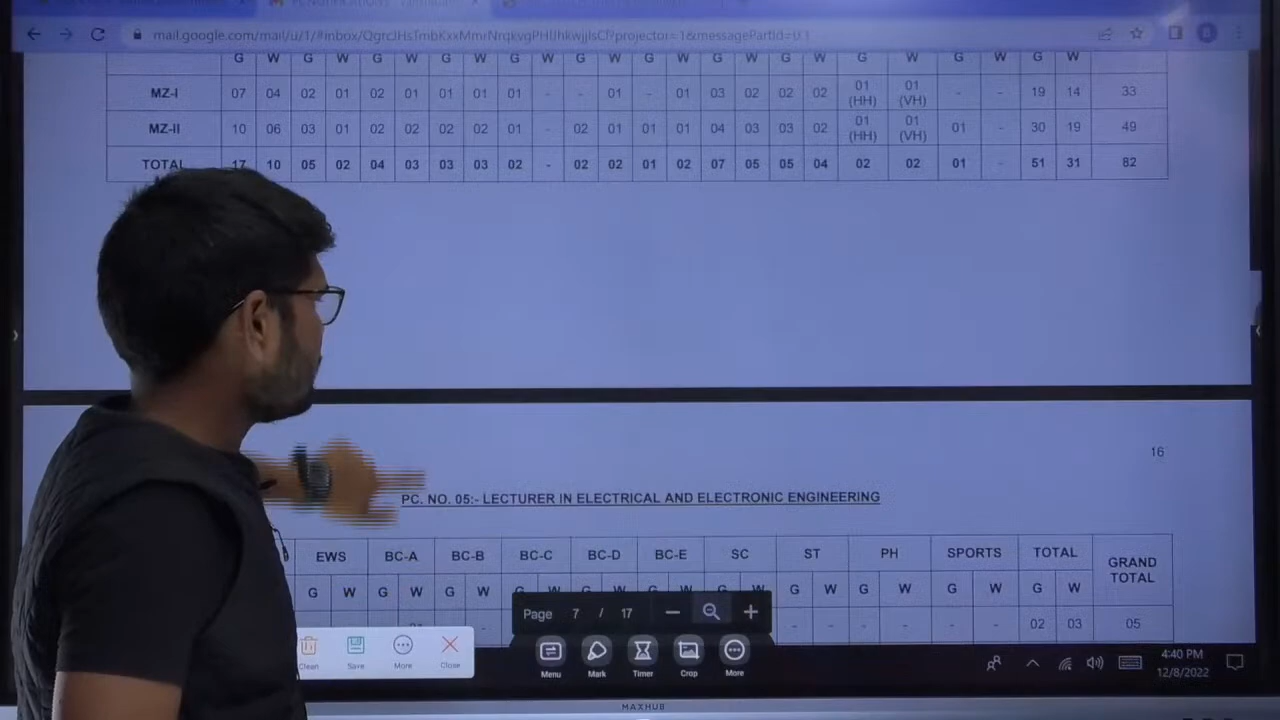 mail.google.com/mail/u/1/#inbox/
G W G W G W G W G W G W G W G W G W G W G W
MZ-I 07 04 02 01 02 01 01 01 01 - - 01 - 01 03 02 02 02 01 (HH) 01 (VH) - - 19 14 33
MZ-II 10 06 03 01 02 02 02 02 01 - 02 01 01 01 04 03 03 02 01 (HH) 01 (VH) 01 - 30 19 49
TOTAL 17 10 05 02 04 03 03 03 02 - 02 02 01 02 07 05 05 04 02 02 01 - 51 31 82
16
PC. NO. 05:- LECTURER IN ELECTRICAL AND ELECTRONIC ENGINEERING
EWS BC-A BC-B BC-C BC-D BC-E SC ST PH SPORTS TOTAL GRAND TOTAL
G W G W G W G W G W G W G W G W G W G W G W
- - - - - - 02 03 05
Page 7 / 17
Clean Save More Close
Menu Mark Timer Crop More
4:40 PM
12/8/2022
MAXHUB